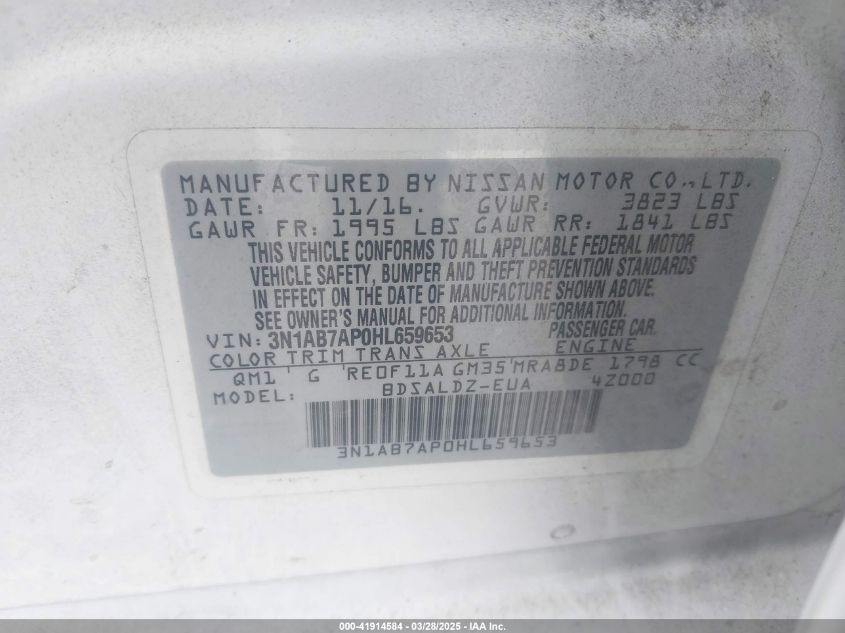 MANUFACTURED BY NISSAN MOTOR CO.,LTD.
DATE: 11/16. GVWR: 3823 LBS
GAWR FR: 1995 LBS GAWR RR: 1841 LBS
THIS VEHICLE CONFORMS TO ALL APPLICABLE FEDERAL MOTOR
VEHICLE SAFETY, BUMPER AND THEFT PREVENTION STANDARDS
IN EFFECT ON THE DATE OF MANUFACTURE SHOWN ABOVE.
SEE OWNER'S MANUAL FOR ADDITIONAL INFORMATION.
VIN: 3N1AB7AP0HL659653 PASSENGER CAR.
COLOR TRIM TRANS AXLE ENGINE
QM1 ' G 'RE0F11A GM35'MRA8DE 1798 CC
MODEL: BDSALDZ-EUA 4Z000
3N1AB7AP0HL659653
000-41914584 — 03/28/2025 — IAA Inc.